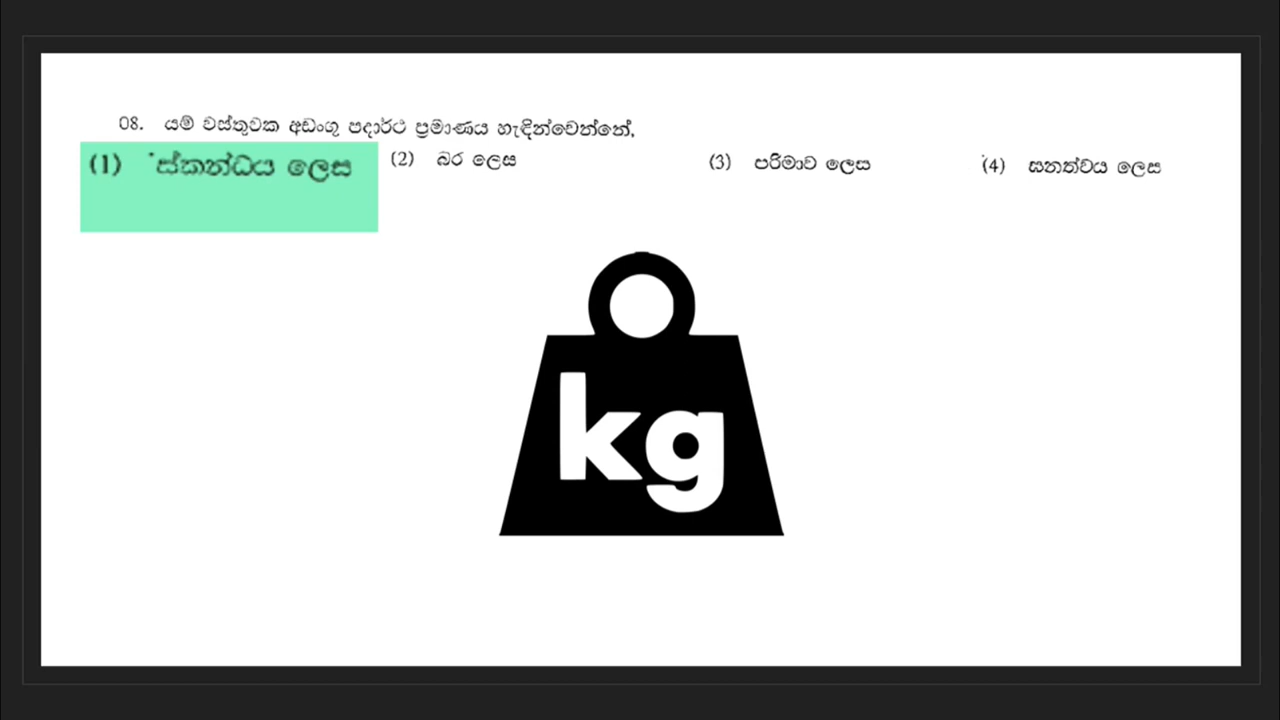 08. යම් වස්තුවක අඩංගු පදාර්ථ ප්‍රමාණය හැඳින්වෙන්නේ,
(1) ස්කන්ධය ලෙස (2) බර ලෙස (3) පරිමාව ලෙස (4) ඝනත්වය ලෙස
kg